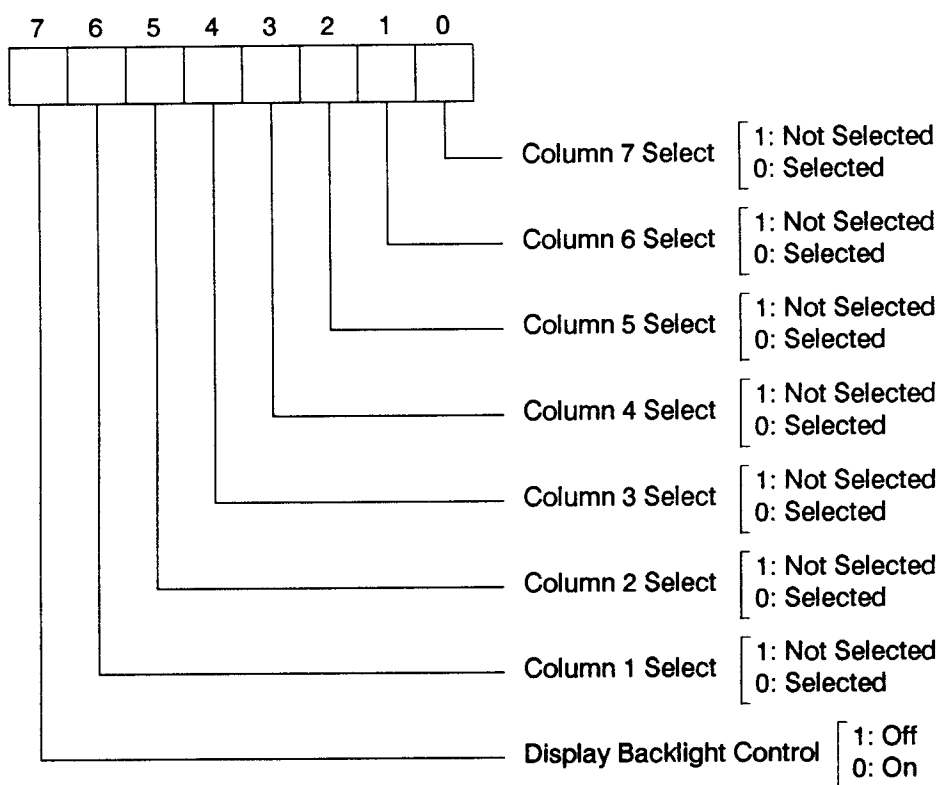 7 6 5 4 3 2 1 0
Column 7 Select 1: Not Selected
0: Selected
Column 6 Select 1: Not Selected
0: Selected
Column 5 Select 1: Not Selected
0: Selected
Column 4 Select 1: Not Selected
0: Selected
Column 3 Select 1: Not Selected
0: Selected
Column 2 Select 1: Not Selected
0: Selected
Column 1 Select 1: Not Selected
0: Selected
Display Backlight Control 1: Off
0: On